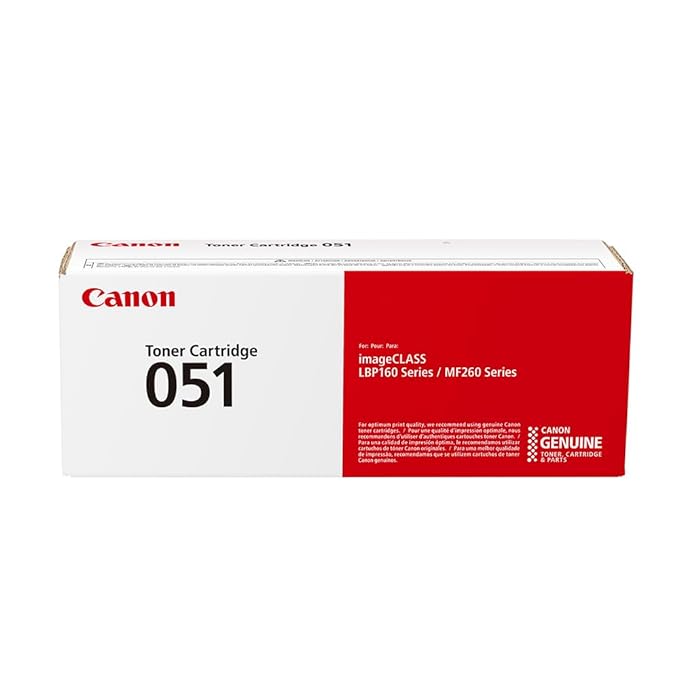 Canon
Toner Cartridge 051
Canon
Toner Cartridge
051
For: Pour: Para:
imageCLASS
LBP160 Series / MF260 Series
For optimum print quality, we recommend using genuine Canon
toner cartridges. / Pour une qualité d'impression optimale, nous
recommendons d'utiliser d'authentiques cartouches toner Canon. /
Para una calidad de impresión óptima, le recomendamos utilizar
cartuchos de tóner Canon originales. / Para uma melhor qualidade
de impressão, recomendamos que se utilizem cartuchos de toner
Canon genuínos.
CANON
GENUINE
TONER, CARTRIDGE
& PARTS